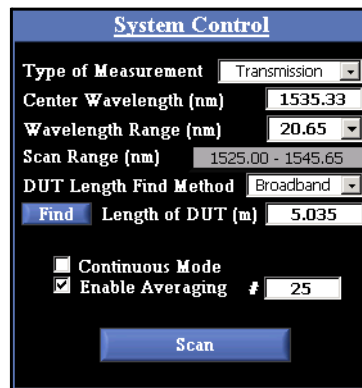 System Control
Type of Measurement Transmission
Center Wavelength (nm) 1535.33
Wavelength Range (nm) 20.65
Scan Range (nm) 1525.00 - 1545.65
DUT Length Find Method Broadband
Find Length of DUT (m) 5.035
Continuous Mode
Enable Averaging # 25
Scan